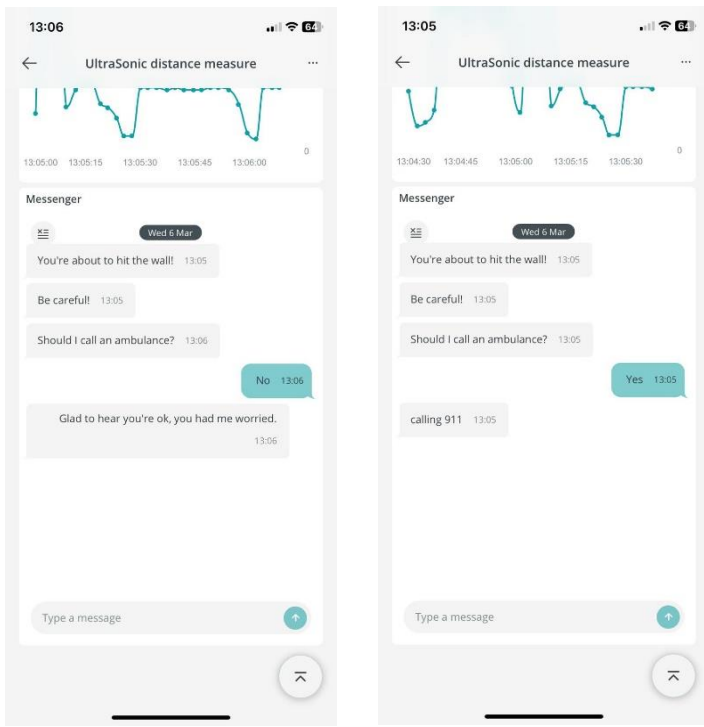 13:06
64
UltraSonic distance measure
0
13:05:00 13:05:15 13:05:30 13:05:45 13:06:00
Messenger
Wed 6 Mar
You're about to hit the wall! 13:05
Be careful! 13:05
Should I call an ambulance? 13:06
No 13:06
Glad to hear you're ok, you had me worried.
13:06
Type a message
13:05
64
UltraSonic distance measure
0
13:04:30 13:04:45 13:05:00 13:05:15 13:05:30
Messenger
Wed 6 Mar
You're about to hit the wall! 13:05
Be careful! 13:05
Should I call an ambulance? 13:05
Yes 13:05
calling 911 13:05
Type a message